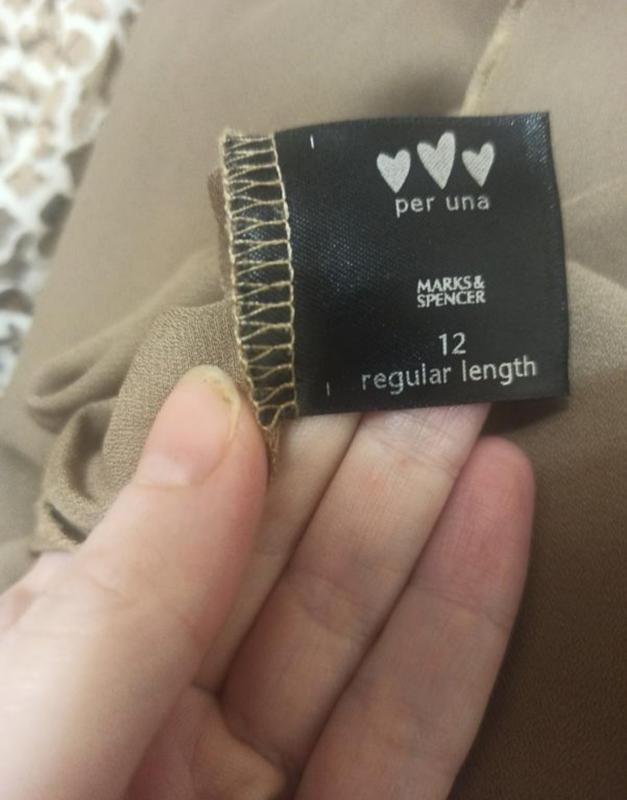 per una
MARKS &
SPENCER
12
regular length